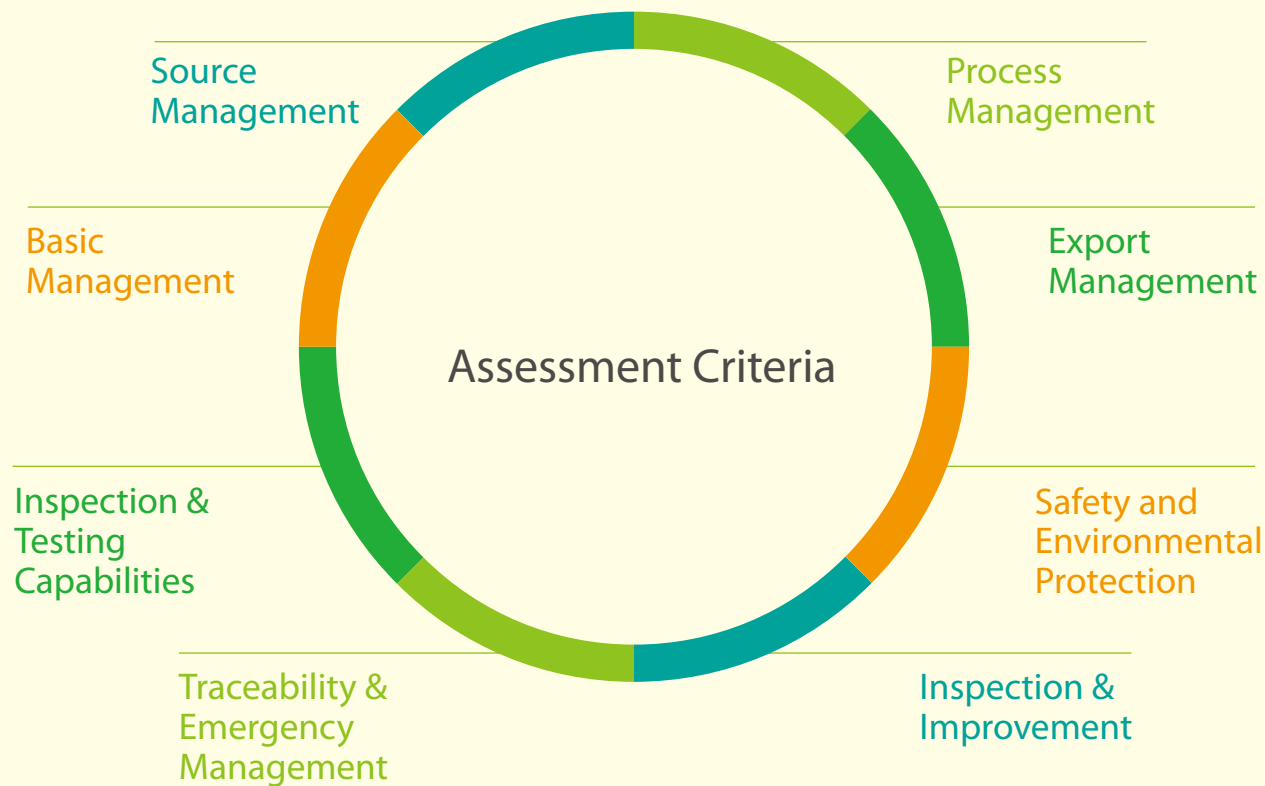 Source
Management
Process
Management
Basic
Management
Export
Management
Assessment Criteria
Inspection &
Testing
Capabilities
Safety and
Environmental
Protection
Traceability &
Emergency
Management
Inspection &
Improvement